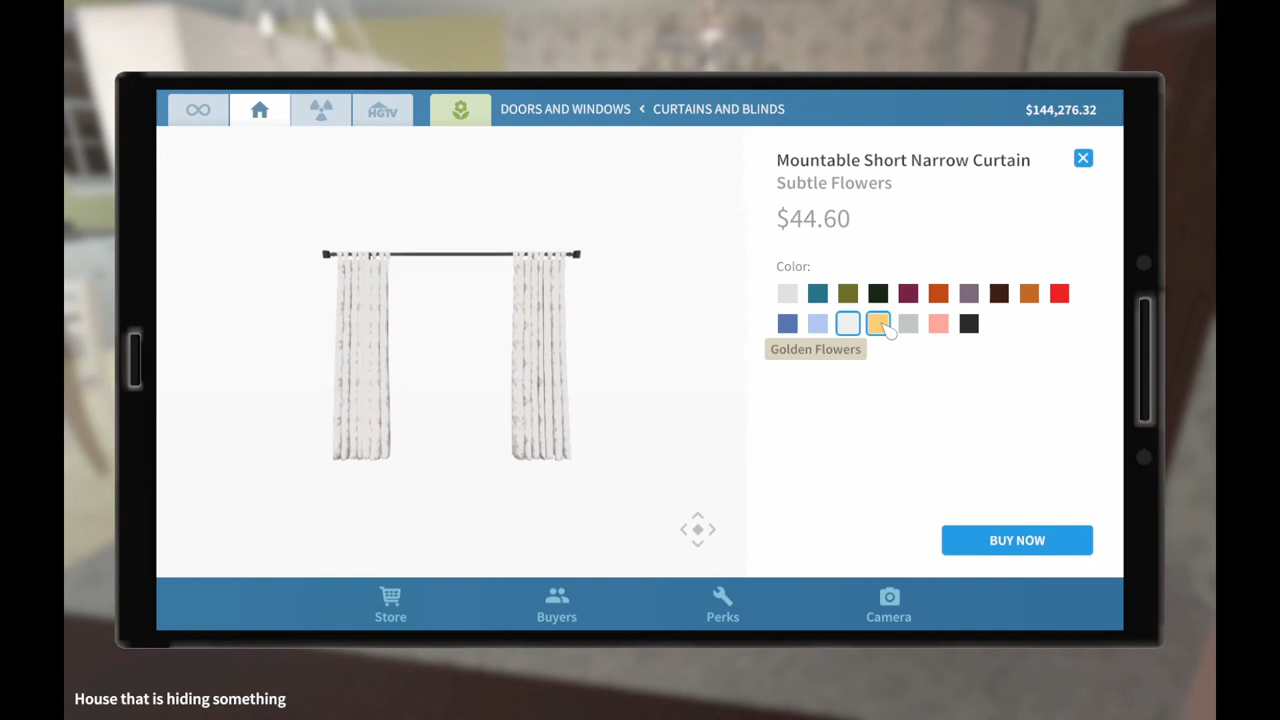 HGTV
DOORS AND WINDOWS < CURTAINS AND BLINDS
$144,276.32
Mountable Short Narrow Curtain
Subtle Flowers
$44.60
Color:
Golden Flowers
BUY NOW
Store
Buyers
Perks
Camera
House that is hiding something